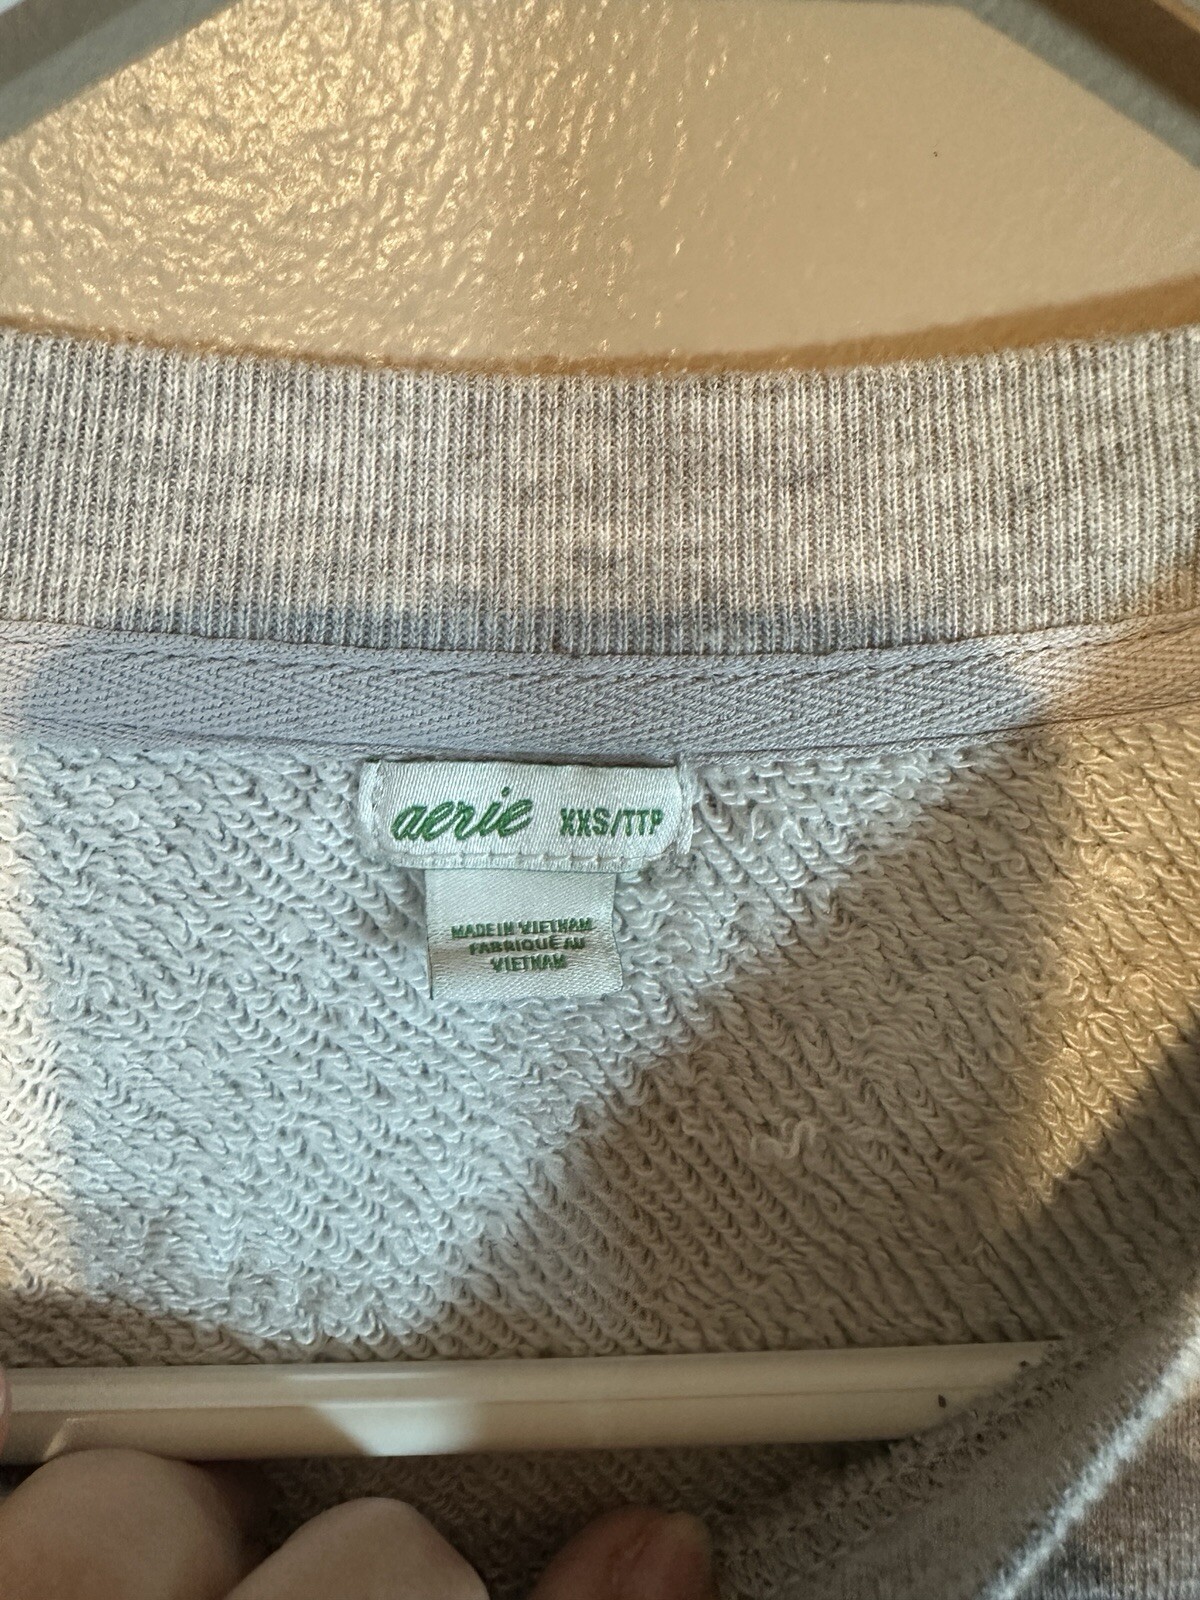 aerie XXS/TTP
MADE IN VIETNAM
FABRIQUÉ AU
VIETNAM